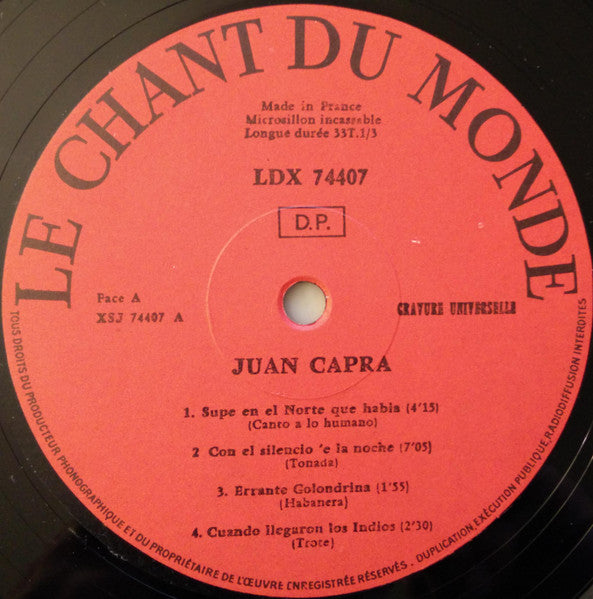 LE CHANT DU MONDE
Made in France
Microsillon incassable
Longue durée 33T.1/3
LDX 74407
D.P.
Face A
XSJ 74407 A
GRAVURE UNIVERSELLE
JUAN CAPRA
1. Supe en el Norte que habia (4'15)
(Canto a lo humano)
2 Con el silencio 'e la noche (7'05)
(Tonada)
3. Errante Golondrina (1'55)
(Habanera)
4. Cuando llegaron los Indios (2'30)
(Trote)
TOUS DROITS DU PRODUCTEUR PHONOGRAPHIQUE ET DU PROPRIÉTAIRE DE L'ŒUVRE ENREGISTRÉE RÉSERVÉS. DUPLICATION, EXÉCUTION PUBLIQUE, RADIODIFFUSION INTERDITES